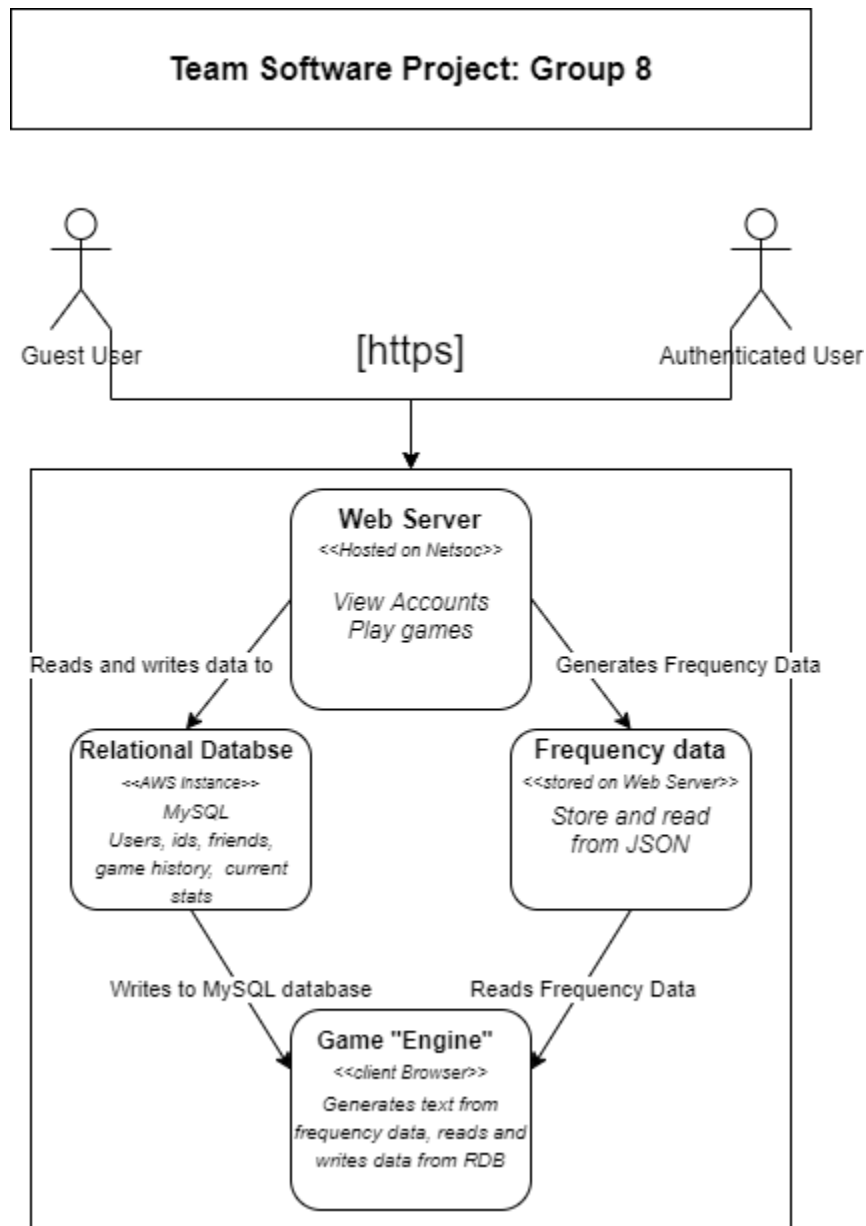 Team Software Project: Group 8
Guest User
[https]
Authenticated User
Web Server
<<Hosted on Netsoc>>
View Accounts
Play games
Reads and writes data to
Generates Frequency Data
Relational Databse
<<AWS Instance>>
MySQL
Users, ids, friends,
game history, current
stats
Frequency data
<<stored on Web Server>>
Store and read
from JSON
Writes to MySQL database
Reads Frequency Data
Game "Engine"
<<client Browser>>
Generates text from
frequency data, reads and
writes data from RDB